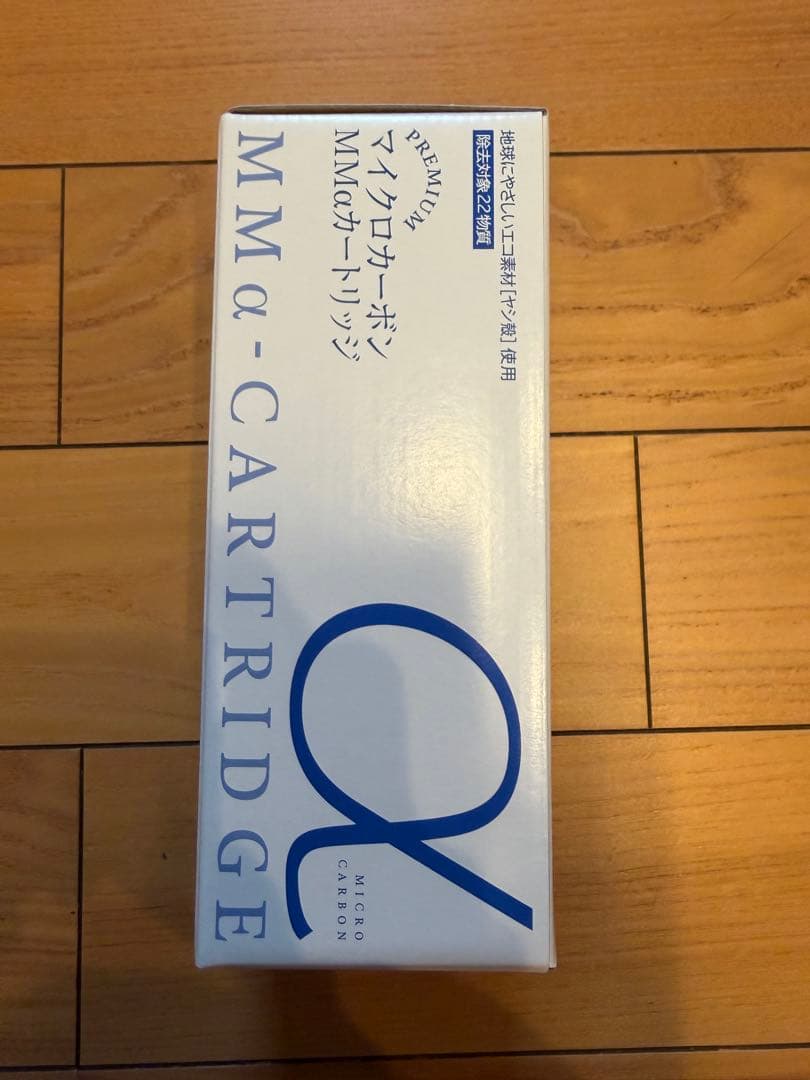 地球にやさしいエコ素材[ヤシ殻]使用
除去対象22物質
PREMIUM
マイクロカーボン
MMαカートリッジ
MMα-CARTRIDGE
α
MICRO
CARBON